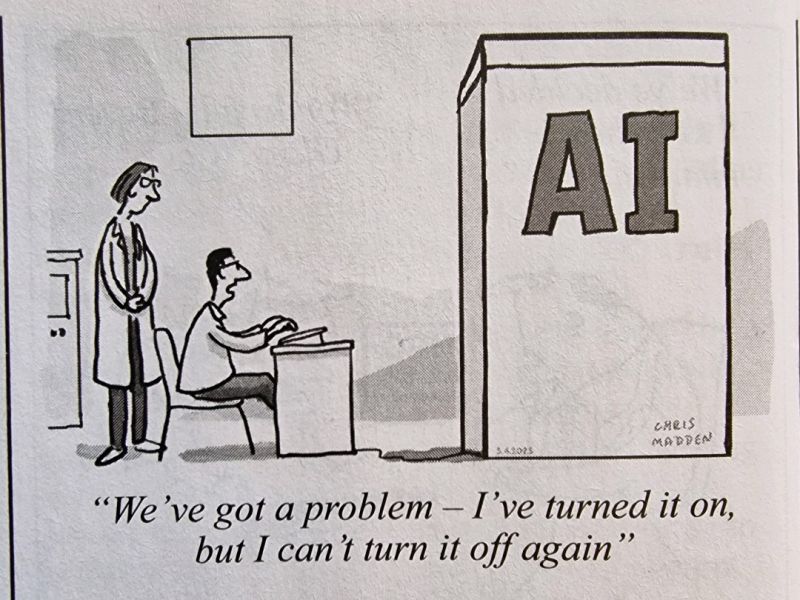 AI
CHRIS
MADDEN
“We’ve got a problem – I’ve turned it on,
but I can’t turn it off again”